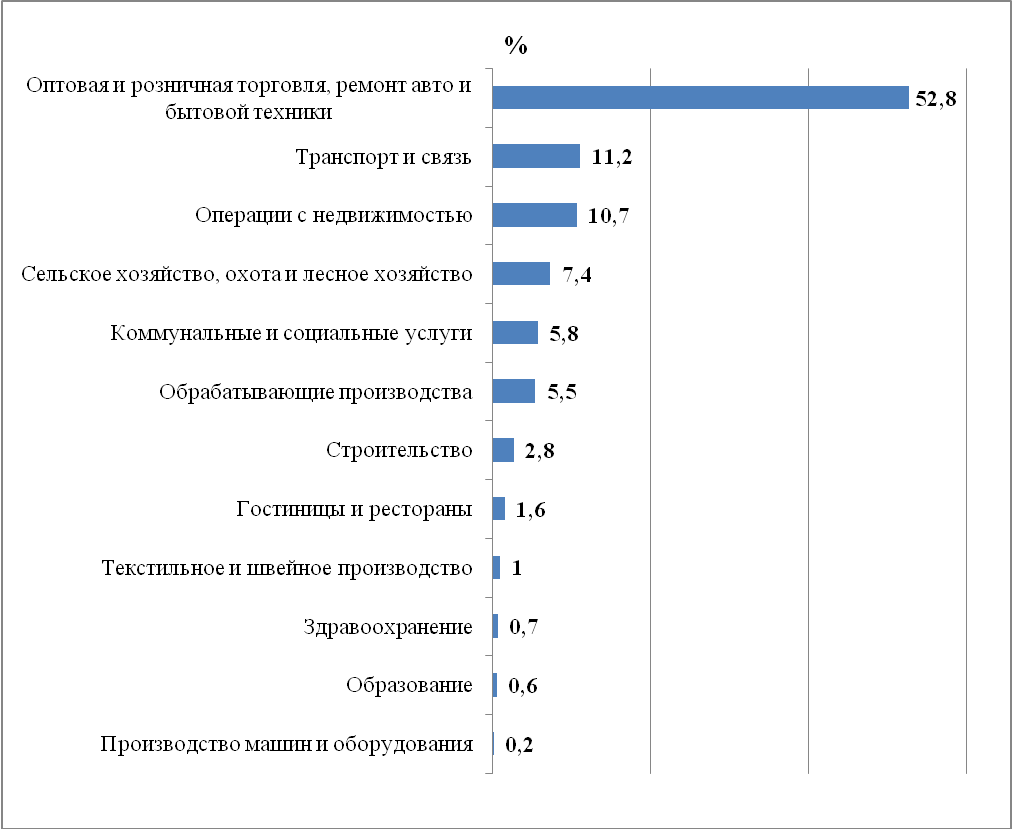 %
Оптовая и розничная торговля, ремонт авто и
бытовой техники
52,8
Транспорт и связь
11,2
Операции с недвижимостью
10,7
Сельское хозяйство, охота и лесное хозяйство
7,4
Коммунальные и социальные услуги
5,8
Обрабатывающие производства
5,5
Строительство
2,8
Гостиницы и рестораны
1,6
Текстильное и швейное производство
1
Здравоохранение
0,7
Образование
0,6
Производство машин и оборудования
0,2